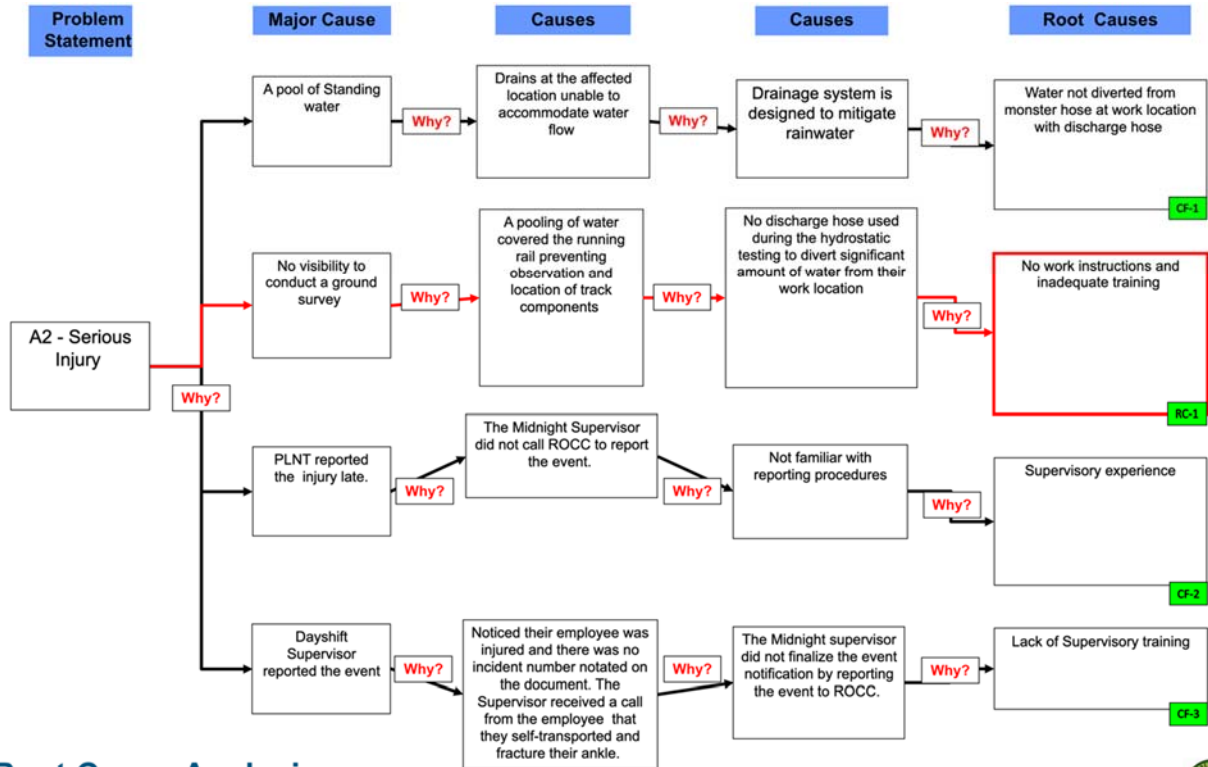 Problem
Statement
Major Cause
Causes
Causes
Root Causes
A pool of Standing
water
Why?
Drains at the affected
location unable to
accommodate water
flow
Why?
Drainage system is
designed to mitigate
rainwater
Why?
Water not diverted from
monster hose at work location
with discharge hose
CF-1
A2 - Serious
Injury
Why?
No visibility to
conduct a ground
survey
Why?
A pooling of water
covered the running
rail preventing
observation and
location of track
components
Why?
No discharge hose used
during the hydrostatic
testing to divert significant
amount of water from their
work location
Why?
No work instructions and
inadequate training
RC-1
PLNT reported
the injury late.
Why?
The Midnight Supervisor
did not call ROCC to report
the event.
Why?
Not familiar with
reporting procedures
Why?
Supervisory experience
CF-2
Dayshift
Supervisor
reported the event
Why?
Noticed their employee was
injured and there was no
incident number notated on
the document. The
Supervisor received a call
from the employee that
they self-transported and
fracture their ankle.
Why?
The Midnight supervisor
did not finalize the event
notification by reporting
the event to ROCC.
Why?
Lack of Supervisory training
CF-3